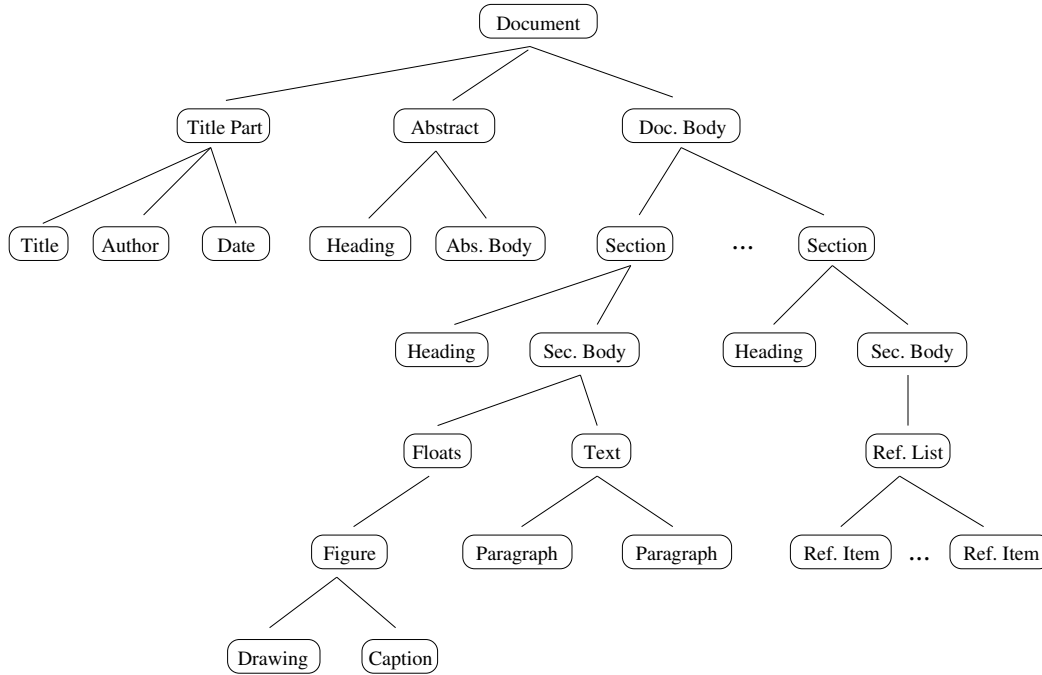 Document
Title Part Abstract Doc. Body
Title Author Date Heading Abs. Body Section ... Section
Heading Sec. Body Heading Sec. Body
Floats Text Ref. List
Figure Paragraph Paragraph Ref. Item ... Ref. Item
Drawing Caption